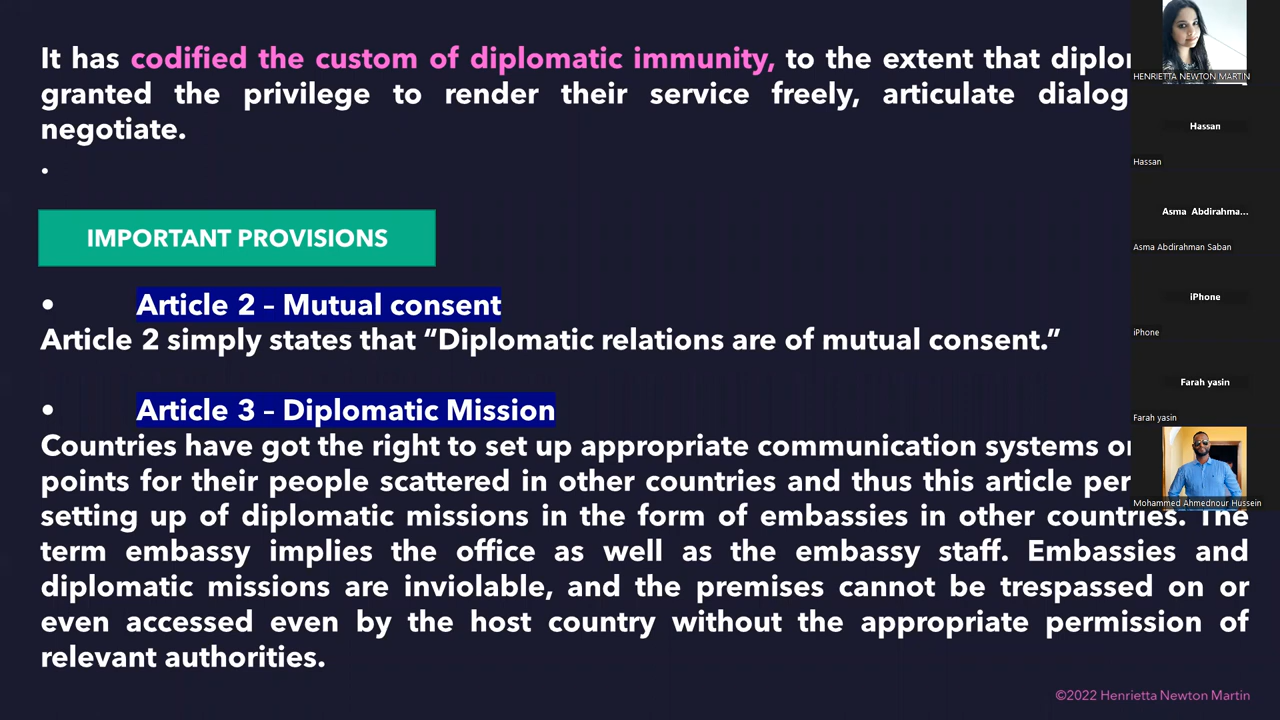 It has codified the custom of diplomatic immunity, to the extent that
granted the privilege to render their service freely, articulate
negotiate.
•
IMPORTANT PROVISIONS
• Article 2 – Mutual consent
Article 2 simply states that “Diplomatic relations are of mutual consent.”
• Article 3 – Diplomatic Mission
Countries have got the right to set up appropriate communication systems
points for their people scattered in other countries and thus this article
setting up of diplomatic missions in the form of embassies in other countries. The
term embassy implies the office as well as the embassy staff. Embassies and
diplomatic missions are inviolable, and the premises cannot be trespassed on or
even accessed even by the host country without the appropriate permission of
relevant authorities.
©2022 Henrietta Newton Martin
HENRIETTA NEWTON MARTIN
Hassan
Hassan
Asma Abdirahma...
Asma Abdirahman Saban
iPhone
iPhone
Farah yasin
Farah yasin
Mohammed Ahmednour Hussein